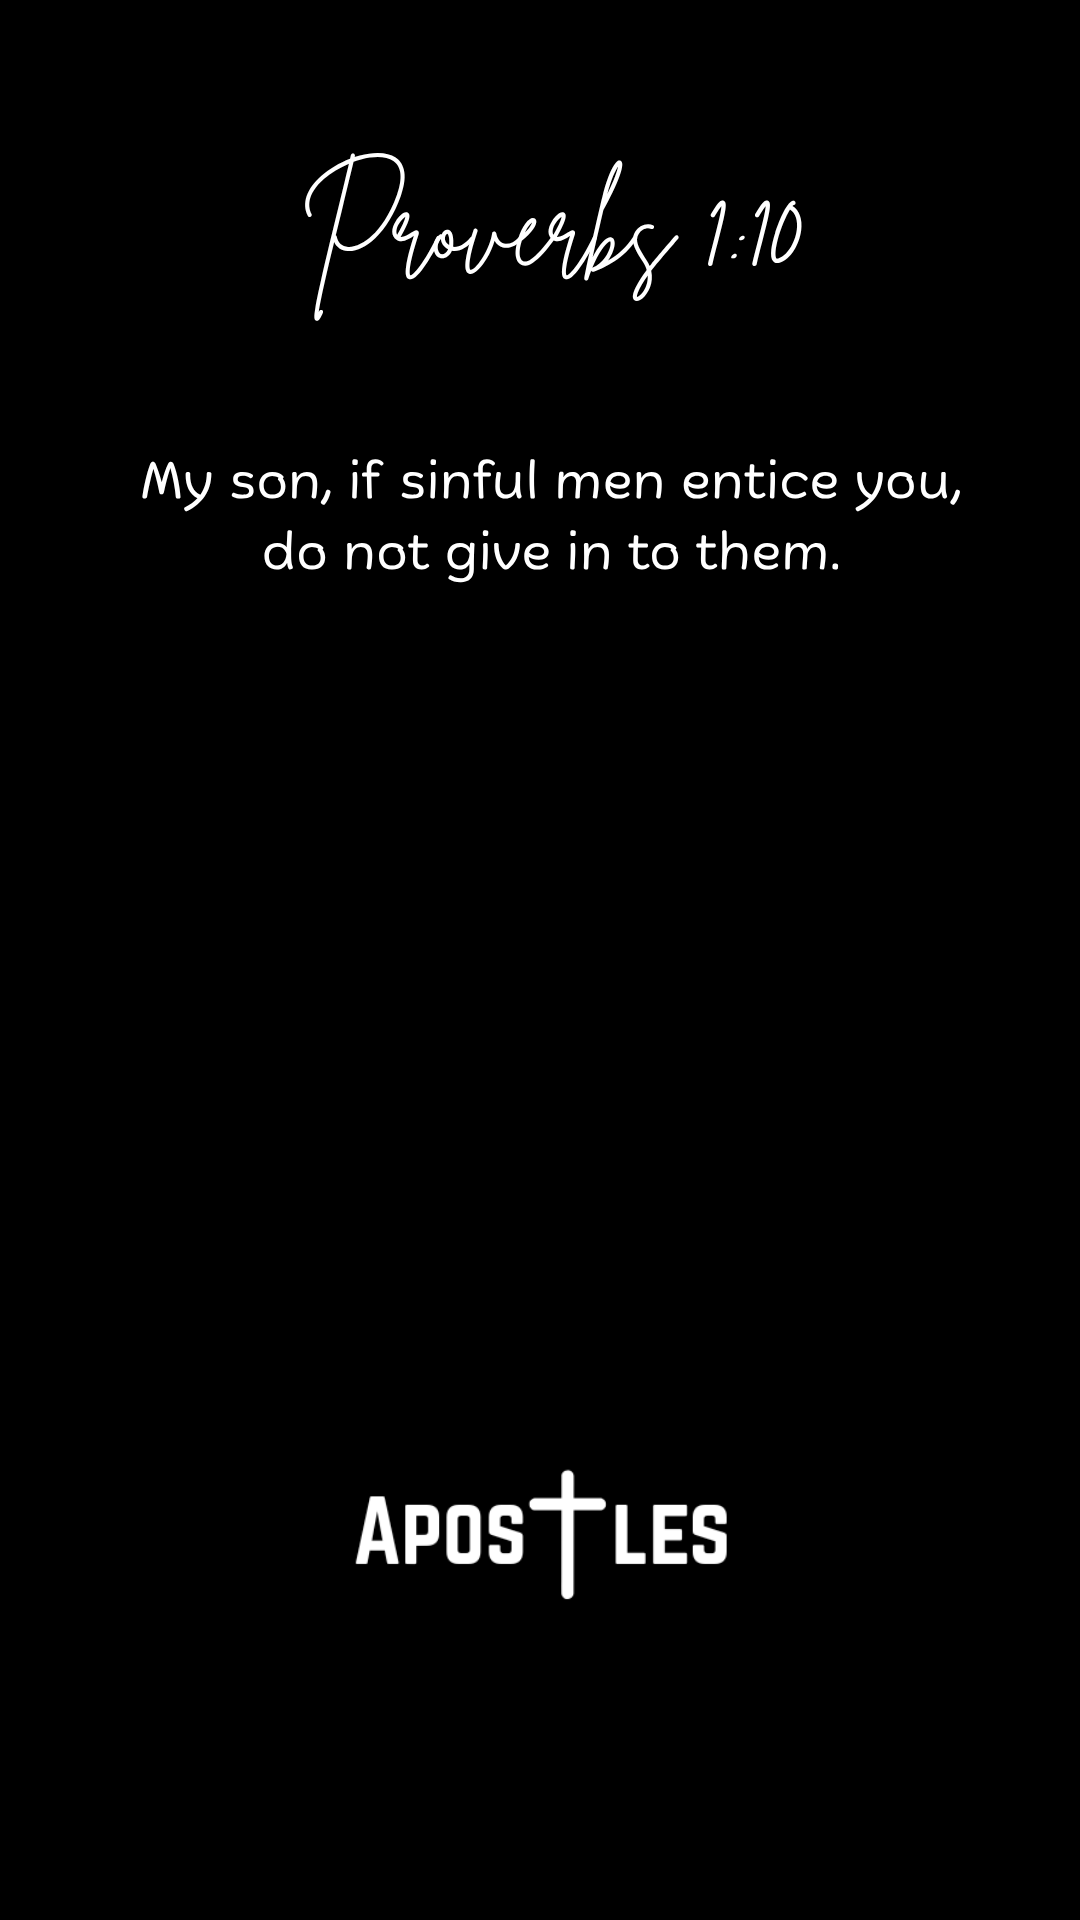 Proverbs 1:10
My son, if sinful men entice you,
do not give in to them.
Apostles